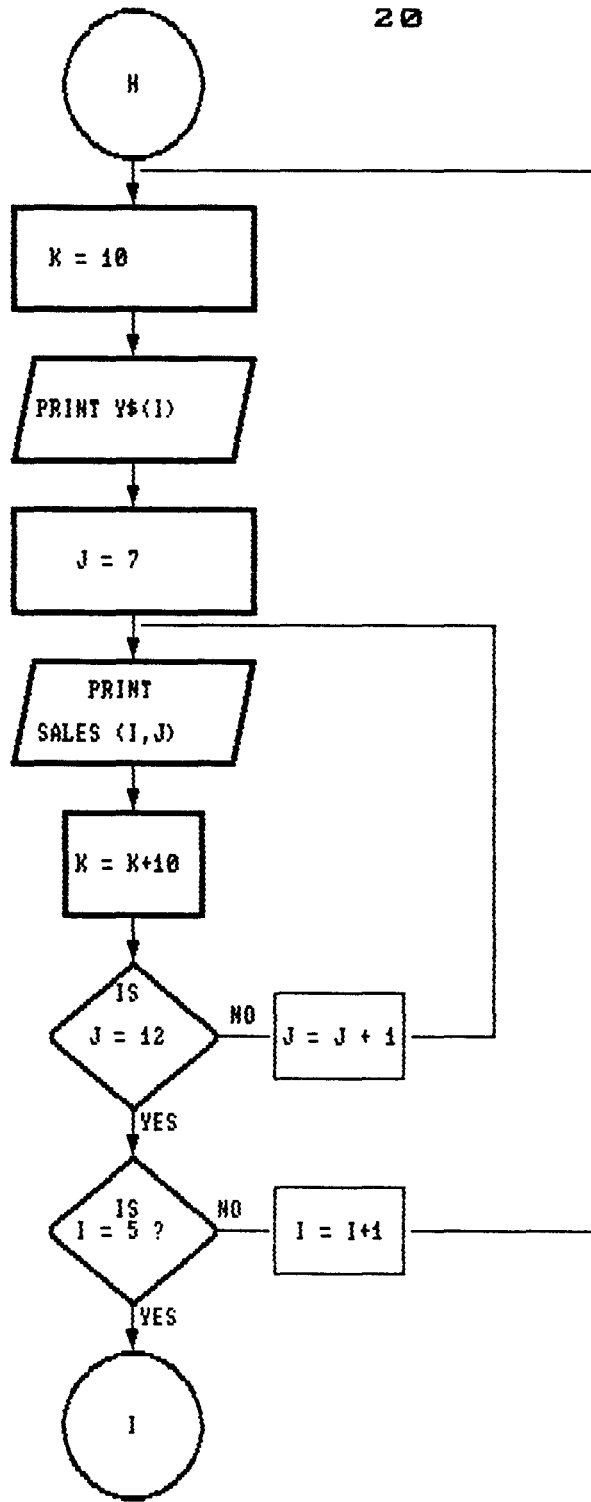 20
H
K = 10
PRINT Y$(I)
J = 7
PRINT
SALES (I,J)
K = K+10
IS
J = 12
NO
J = J + 1
YES
IS
I = 5 ?
NO
I = I+1
YES
I